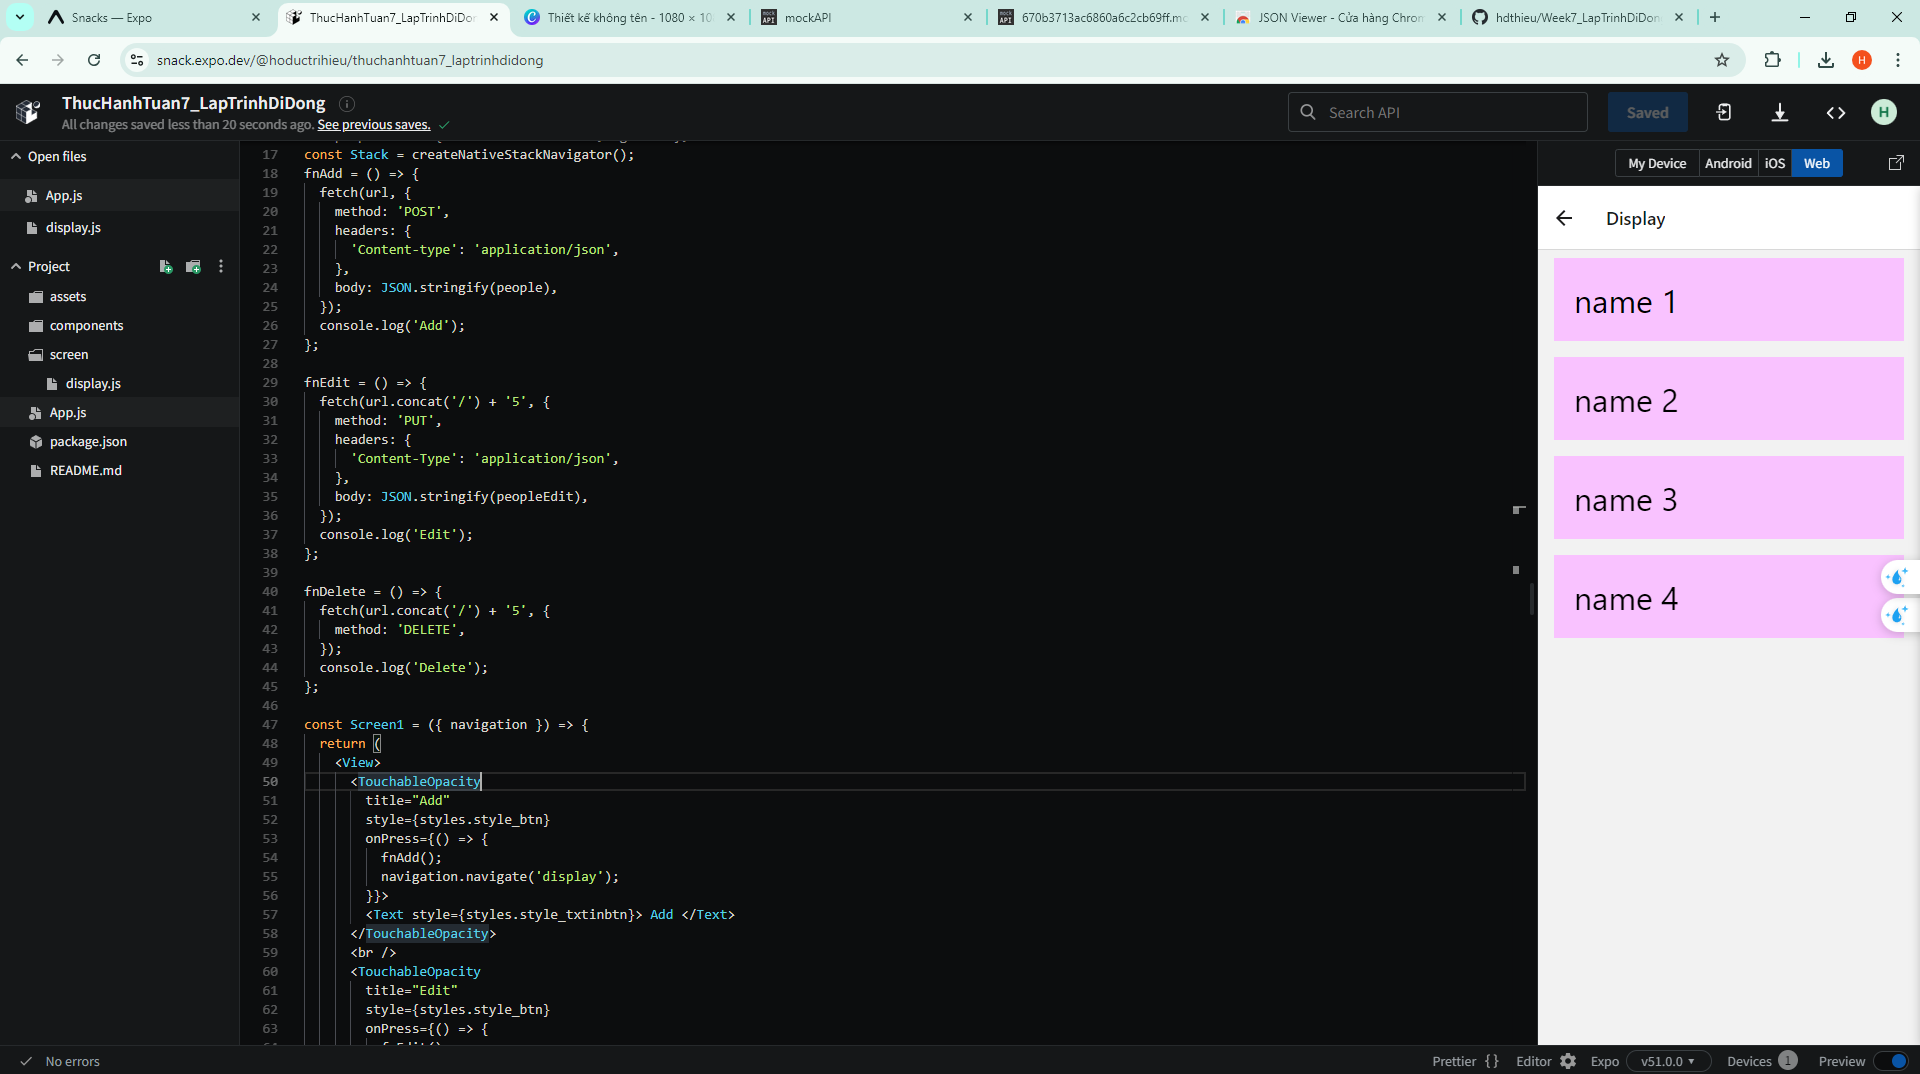 Snacks — Expo
ThucHanhTuan7_LapTrinhDiDon
Thiết kế không tên - 1080 × 10
mockAPI
670b3713ac6860a6c2cb69ff.mc
JSON Viewer - Cửa hàng Chrom
hdthieu/Week7_LapTrinhDiDon
snack.expo.dev/@hoductrihieu/thuchanhtuan7_laptrinhdidong
H
ThucHanhTuan7_LapTrinhDiDong
All changes saved less than 20 seconds ago. See previous saves.
Search API
Saved
H
Open files
App.js
display.js
Project
assets
components
screen
display.js
App.js
package.json
README.md
17 const Stack = createNativeStackNavigator();
18 fnAdd = () => {
19 fetch(url, {
20 method: 'POST',
21 headers: {
22 'Content-type': 'application/json',
23 },
24 body: JSON.stringify(people),
25 });
26 console.log('Add');
27 };
28
29 fnEdit = () => {
30 fetch(url.concat('/') + '5', {
31 method: 'PUT',
32 headers: {
33 'Content-Type': 'application/json',
34 },
35 body: JSON.stringify(peopleEdit),
36 });
37 console.log('Edit');
38 };
39
40 fnDelete = () => {
41 fetch(url.concat('/') + '5', {
42 method: 'DELETE',
43 });
44 console.log('Delete');
45 };
46
47 const Screen1 = ({ navigation }) => {
48 return (
49 <View>
50 <TouchableOpacity
51 title="Add"
52 style={styles.style_btn}
53 onPress={() => {
54 fnAdd();
55 navigation.navigate('display');
56 }}>
57 <Text style={styles.style_txtinbtn}> Add </Text>
58 </TouchableOpacity>
59 <br />
60 <TouchableOpacity
61 title="Edit"
62 style={styles.style_btn}
63 onPress={() => {
My Device
Android
iOS
Web
Display
name 1
name 2
name 3
name 4
No errors
Prettier { }
Editor
Expo
v51.0.0
Devices 1
Preview